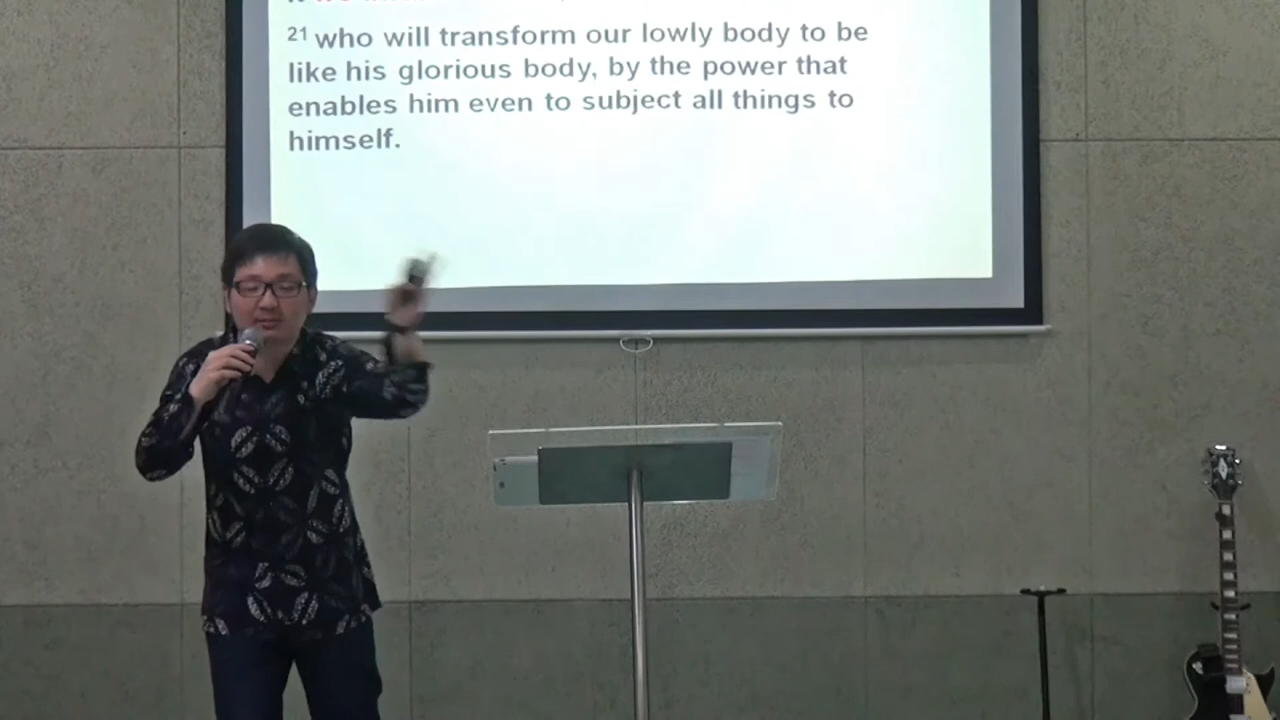 21 who will transform our lowly body to be
like his glorious body, by the power that
enables him even to subject all things to
himself.